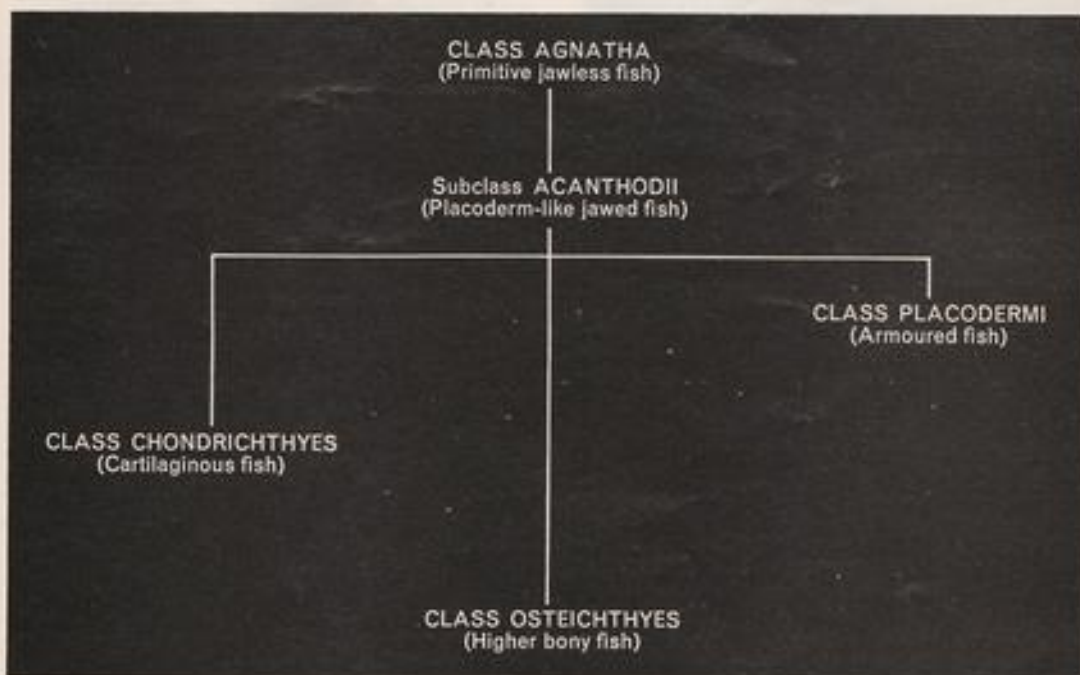 CLASS AGNATHA
(Primitive jawless fish)
Subclass ACANTHODII
(Placoderm-like jawed fish)
CLASS PLACODERMI
(Armoured fish)
CLASS CHONDRICHTHYES
(Cartilaginous fish)
CLASS OSTEICHTHYES
(Higher bony fish)